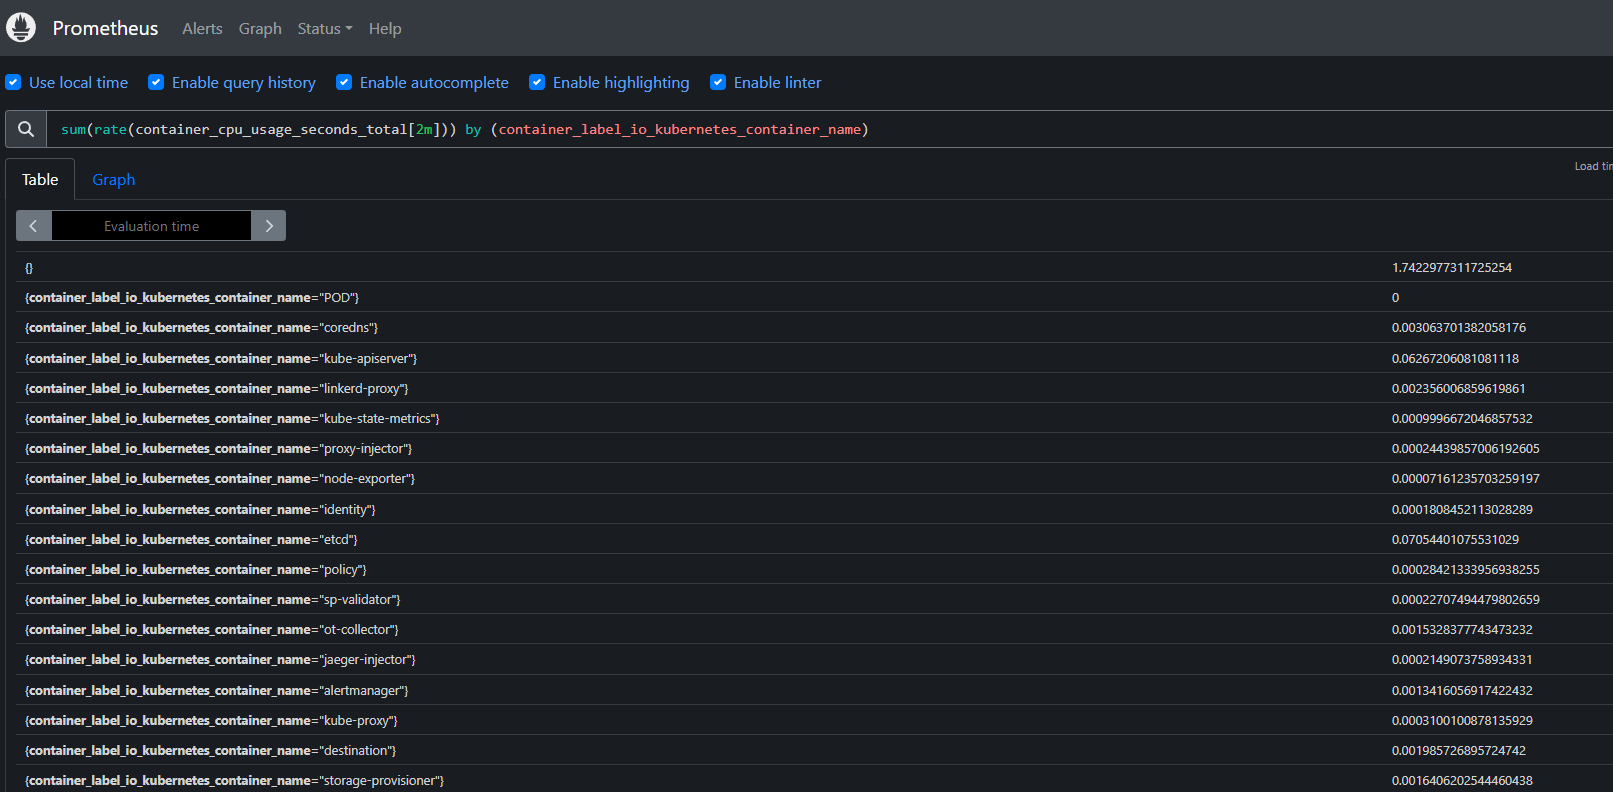 Prometheus Alerts Graph Status Help
Use local time Enable query history Enable autocomplete Enable highlighting Enable linter
sum(rate(container_cpu_usage_seconds_total[2m])) by (container_label_io_kubernetes_container_name)
Table Graph Load tim
Evaluation time
{} 1.7422977311725254
{container_label_io_kubernetes_container_name="POD"} 0
{container_label_io_kubernetes_container_name="coredns"} 0.003063701382058176
{container_label_io_kubernetes_container_name="kube-apiserver"} 0.06267206081081118
{container_label_io_kubernetes_container_name="linkerd-proxy"} 0.002356006859619861
{container_label_io_kubernetes_container_name="kube-state-metrics"} 0.0009996672046857532
{container_label_io_kubernetes_container_name="proxy-injector"} 0.00024439857006192605
{container_label_io_kubernetes_container_name="node-exporter"} 0.00007161235703259197
{container_label_io_kubernetes_container_name="identity"} 0.0001808452113028289
{container_label_io_kubernetes_container_name="etcd"} 0.07054401075531029
{container_label_io_kubernetes_container_name="policy"} 0.00028421333956938255
{container_label_io_kubernetes_container_name="sp-validator"} 0.00022707494479802659
{container_label_io_kubernetes_container_name="ot-collector"} 0.0015328377743473232
{container_label_io_kubernetes_container_name="jaeger-injector"} 0.0002149073758934331
{container_label_io_kubernetes_container_name="alertmanager"} 0.0013416056917422432
{container_label_io_kubernetes_container_name="kube-proxy"} 0.0003100100878135929
{container_label_io_kubernetes_container_name="destination"} 0.001985726895724742
{container_label_io_kubernetes_container_name="storage-provisioner"} 0.0016406202544460438